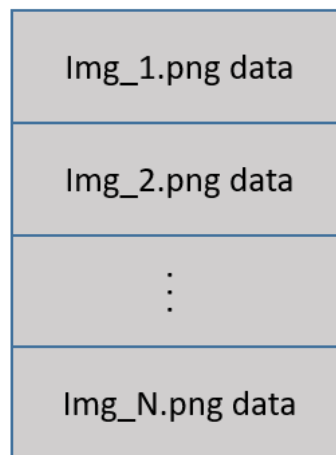 Img_1.png data
Img_2.png data
⋮
Img_N.png data